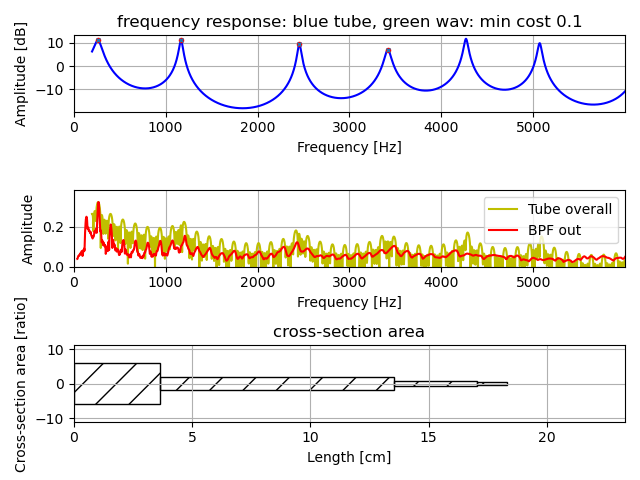 frequency response: blue tube, green wav: min cost 0.1
Amplitude [dB]
10
0
−10
0 1000 2000 3000 4000 5000
Frequency [Hz]
Amplitude
0.2
0.0
Tube overall
BPF out
0 1000 2000 3000 4000 5000
Frequency [Hz]
cross-section area
Cross-section area [ratio]
10
0
−10
0 5 10 15 20
Length [cm]